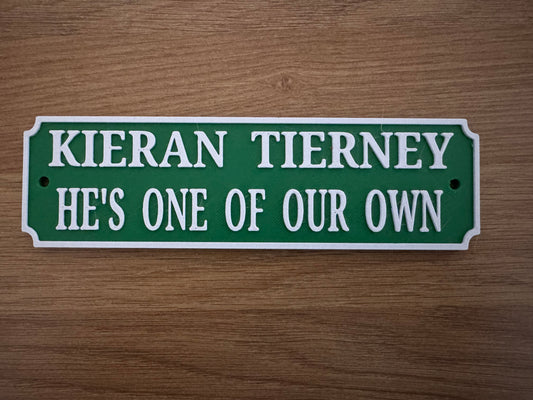 KIERAN TIERNEY
HE'S ONE OF OUR OWN